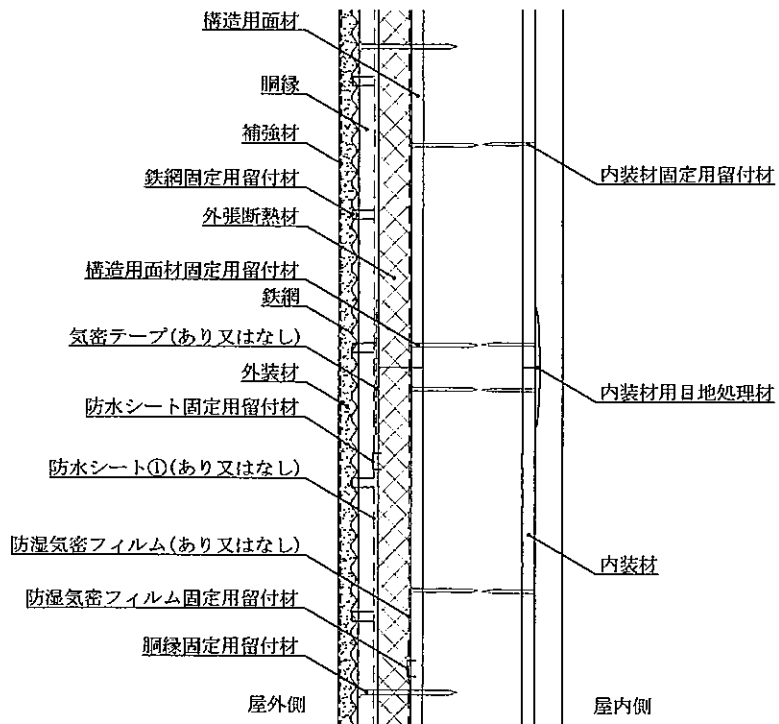 構造用面材
胴縁
補強材
鉄網固定用留付材
外張断熱材
構造用面材固定用留付材
鉄網
気密テープ(あり又はなし)
外装材
防水シート固定用留付材
防水シート①(あり又はなし)
防湿気密フィルム(あり又はなし)
防湿気密フィルム固定用留付材
胴縁固定用留付材
屋外側
内装材固定用留付材
内装材用目地処理材
内装材
屋内側